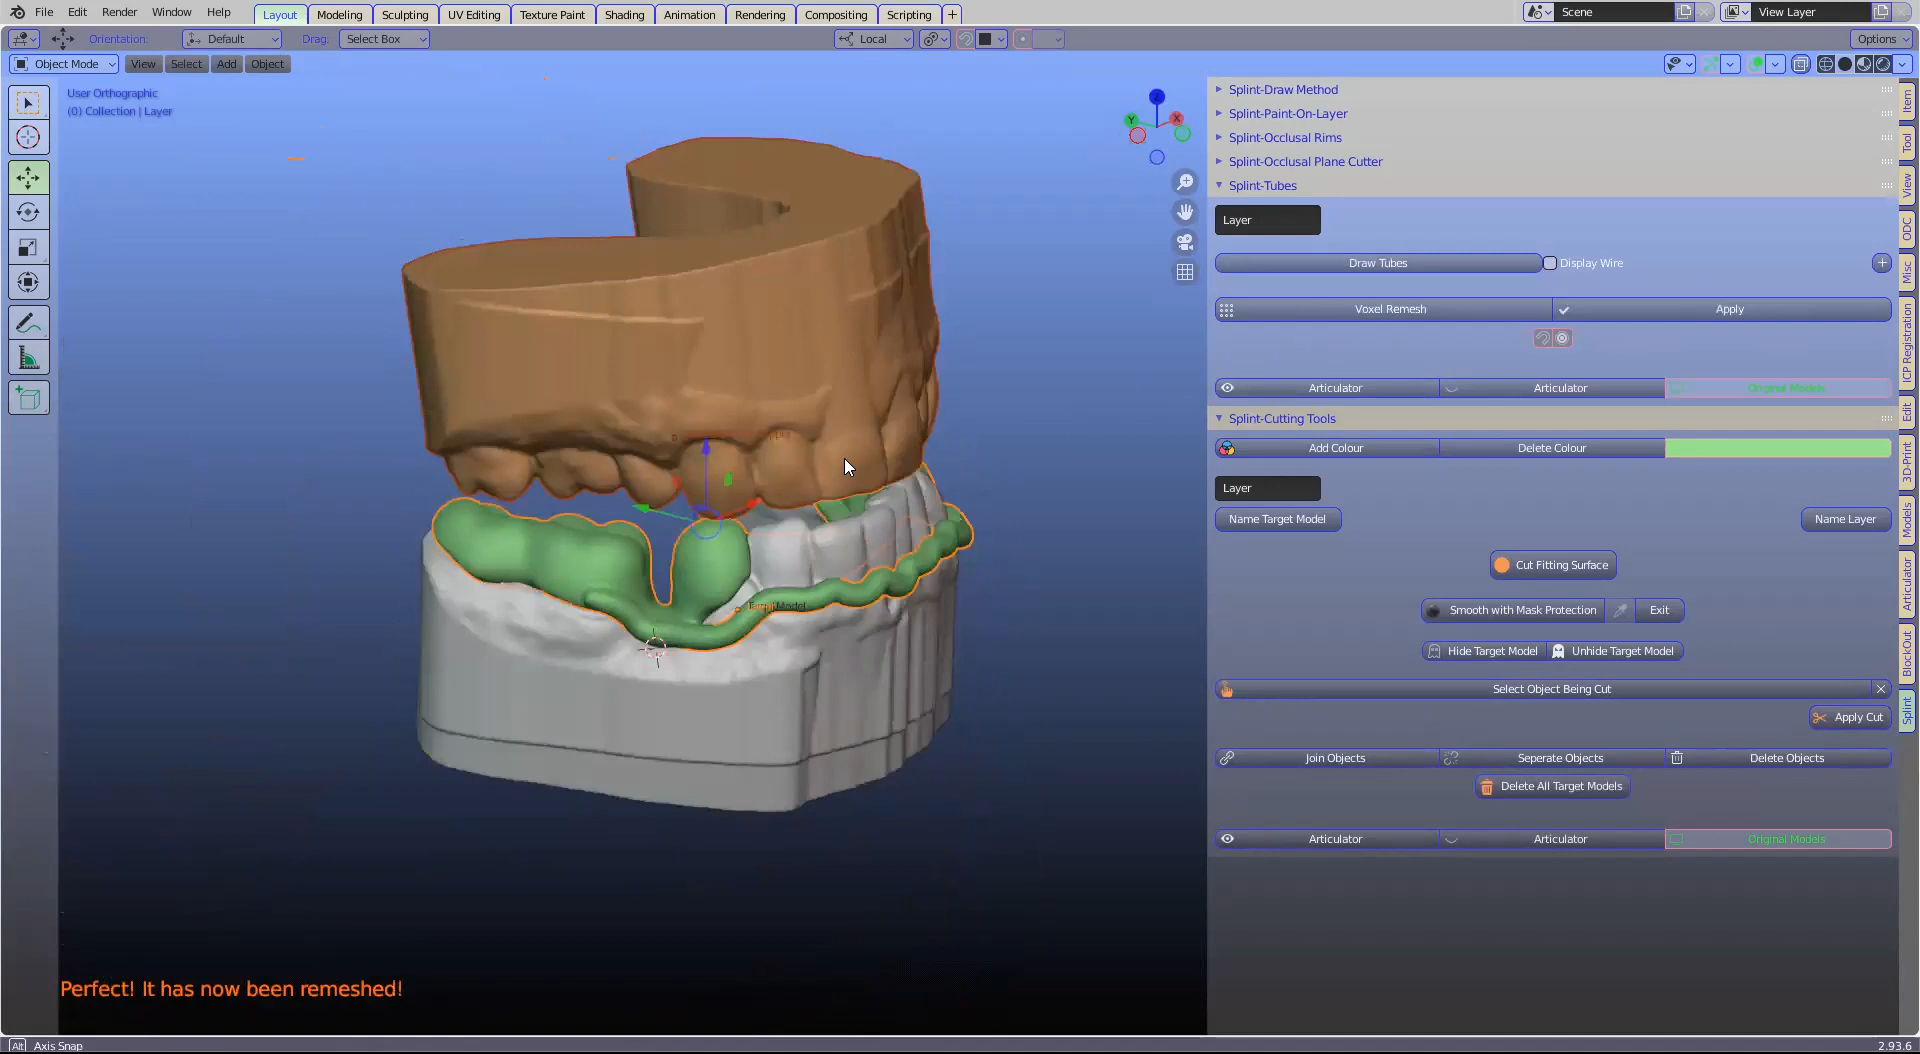 File Edit Render Window Help Layout Modeling Sculpting UV Editing Texture Paint Shading Animation Rendering Compositing Scripting + Scene View Layer
Orientation: Default Drag: Select Box Local Options
Object Mode View Select Add Object
User Orthographic
(0) Collection | Layer
Z
Y
X
Splint-Draw Method
Splint-Paint-On-Layer
Splint-Occlusal Rims
Splint-Occlusal Plane Cutter
Splint-Tubes
Layer
Draw Tubes Display Wire +
Voxel Remesh Apply
Articulator Articulator Original Models
Splint-Cutting Tools
Add Colour Delete Colour
Layer
Name Target Model Name Layer
Cut Fitting Surface
Smooth with Mask Protection Exit
Hide Target Model Unhide Target Model
Select Object Being Cut
Apply Cut
Join Objects Seperate Objects Delete Objects
Delete All Target Models
Articulator Articulator Original Models
Item
Tool
View
ODC
Misc
ICP Registration
Edit
3D-Print
Models
Articulator
BlockOut
Splint
Perfect! It has now been remeshed!
Alt Axis Snap
2.93.6